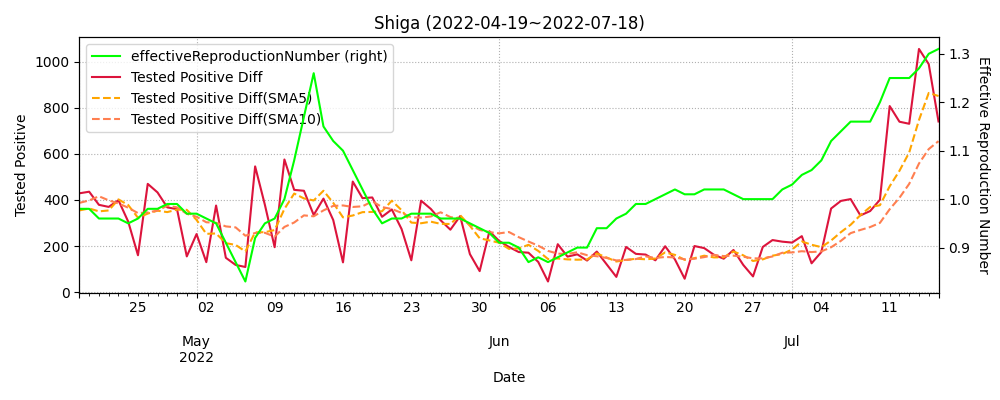 Shiga (2022-04-19~2022-07-18)
effectiveReproductionNumber (right)
Tested Positive Diff
Tested Positive Diff(SMA5)
Tested Positive Diff(SMA10)
Tested Positive
1000
800
600
400
200
0
Effective Reproduction Number
1.3
1.2
1.1
1.0
0.9
25 02 09 16 23 30 06 13 20 27 04 11
May Jun Jul
2022
Date